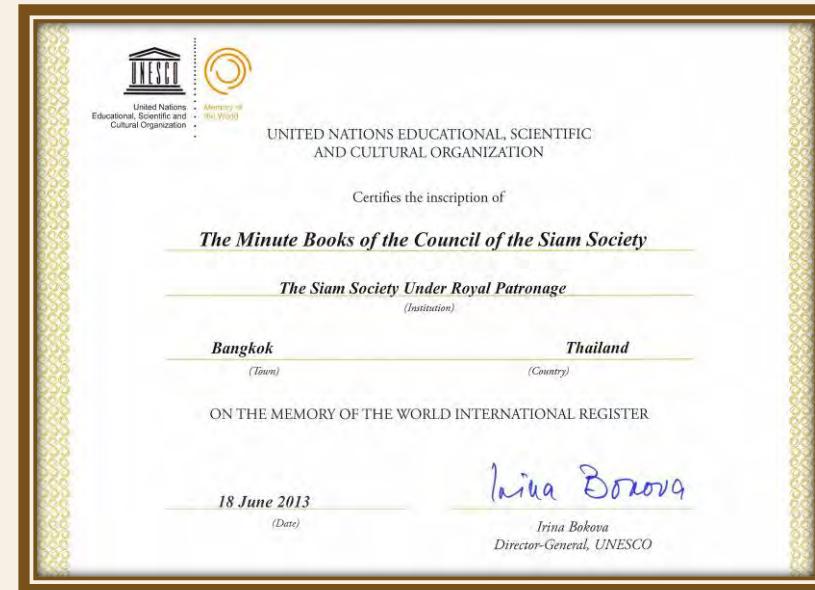 UNESCO
United Nations
Educational, Scientific and
Cultural Organization
Memory of
the World
UNITED NATIONS EDUCATIONAL, SCIENTIFIC
AND CULTURAL ORGANIZATION
Certifies the inscription of
The Minute Books of the Council of the Siam Society
The Siam Society Under Royal Patronage
(Institution)
Bangkok Thailand
(Town) (Country)
ON THE MEMORY OF THE WORLD INTERNATIONAL REGISTER
Irina Bokova
18 June 2013
(Date)
Irina Bokova
Director-General, UNESCO